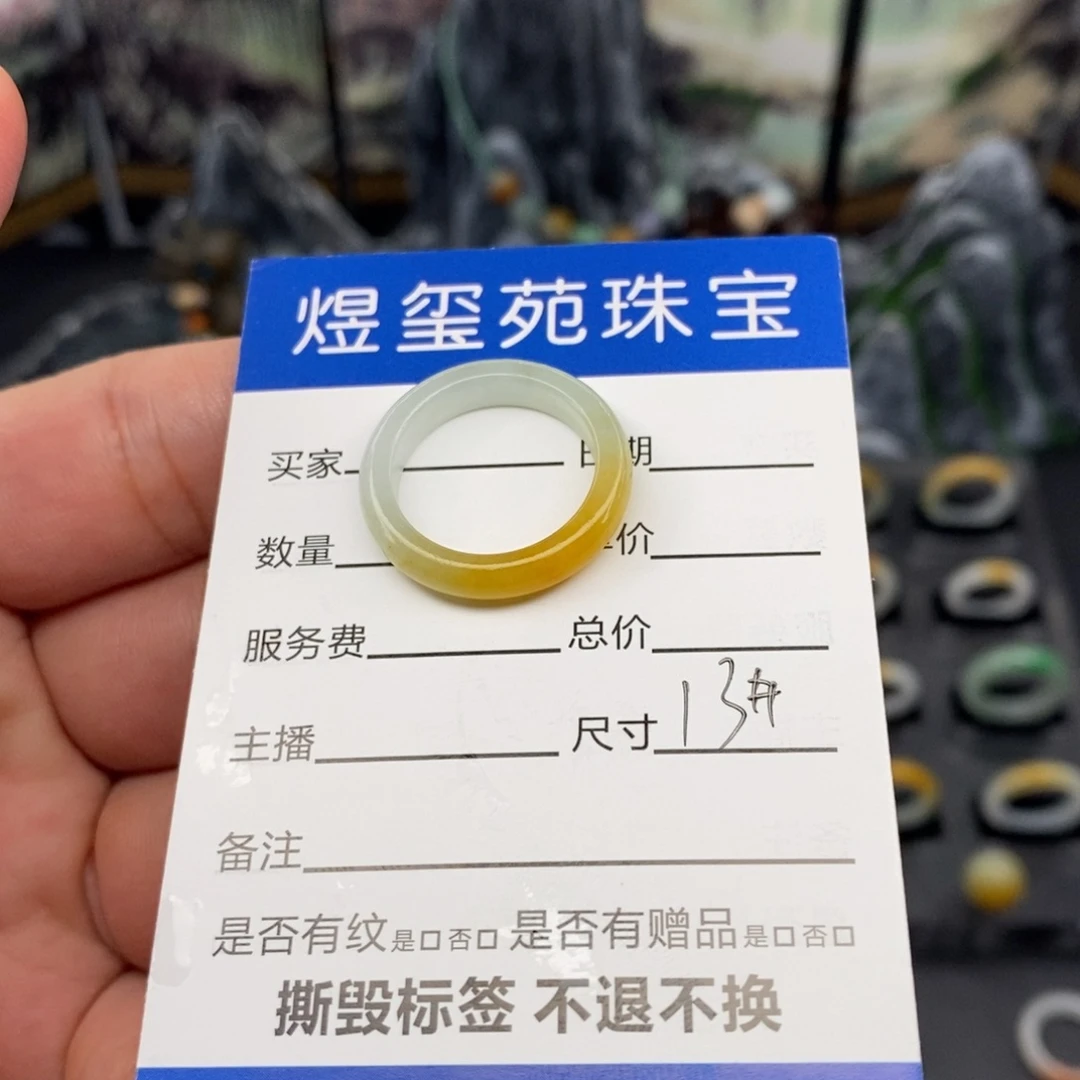 煜玺苑珠宝
买家 期
数量 价
服务费 总价
主播 尺寸 13#
备注
是否有纹 是□ 否□ 是否有赠品 是□ 否□
撕毁标签 不退不换